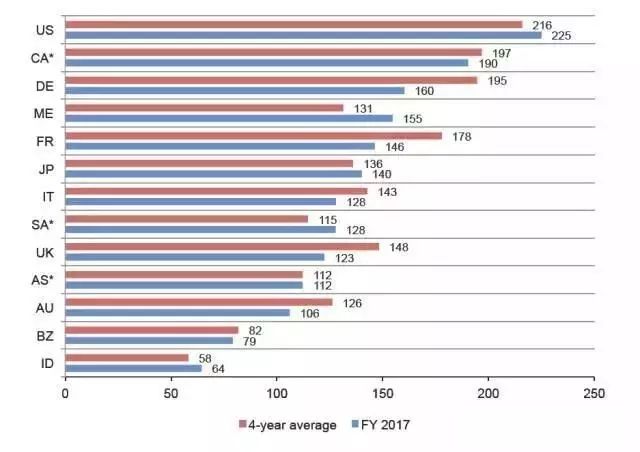 US 216
225
CA* 197
190
DE 195
160
ME 131
155
FR 178
146
JP 136
140
IT 143
128
SA* 115
128
UK 148
123
AS* 112
112
AU 126
106
BZ 82
79
ID 58
64
0 50 100 150 200 250
4-year average FY 2017